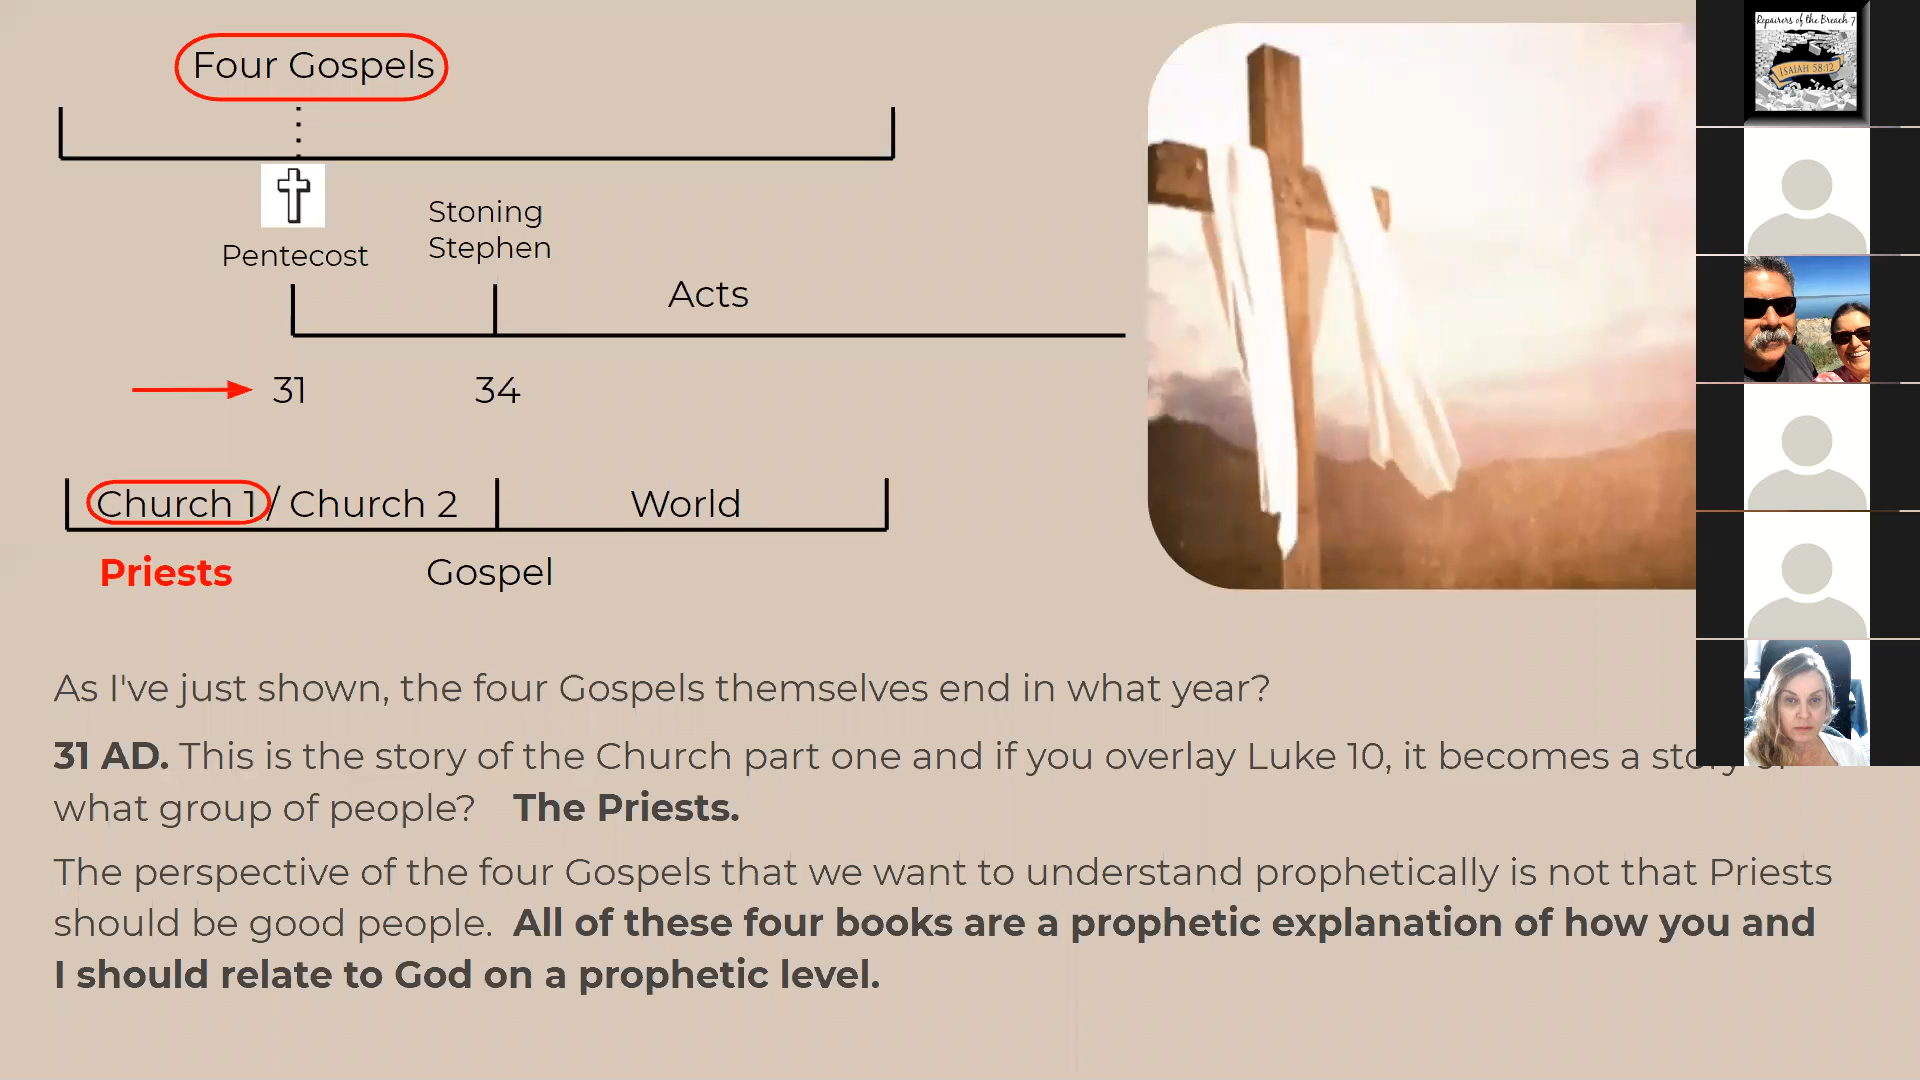 Four Gospels
Pentecost
Stoning
Stephen
Acts
31
34
Church 1 / Church 2
World
Priests
Gospel
As I've just shown, the four Gospels themselves end in what year?
31 AD. This is the story of the Church part one and if you overlay Luke 10, it becomes a story of
what group of people? The Priests.
The perspective of the four Gospels that we want to understand prophetically is not that Priests
should be good people. All of these four books are a prophetic explanation of how you and
I should relate to God on a prophetic level.
Repairers of the Breach 7
ISAIAH 58:12